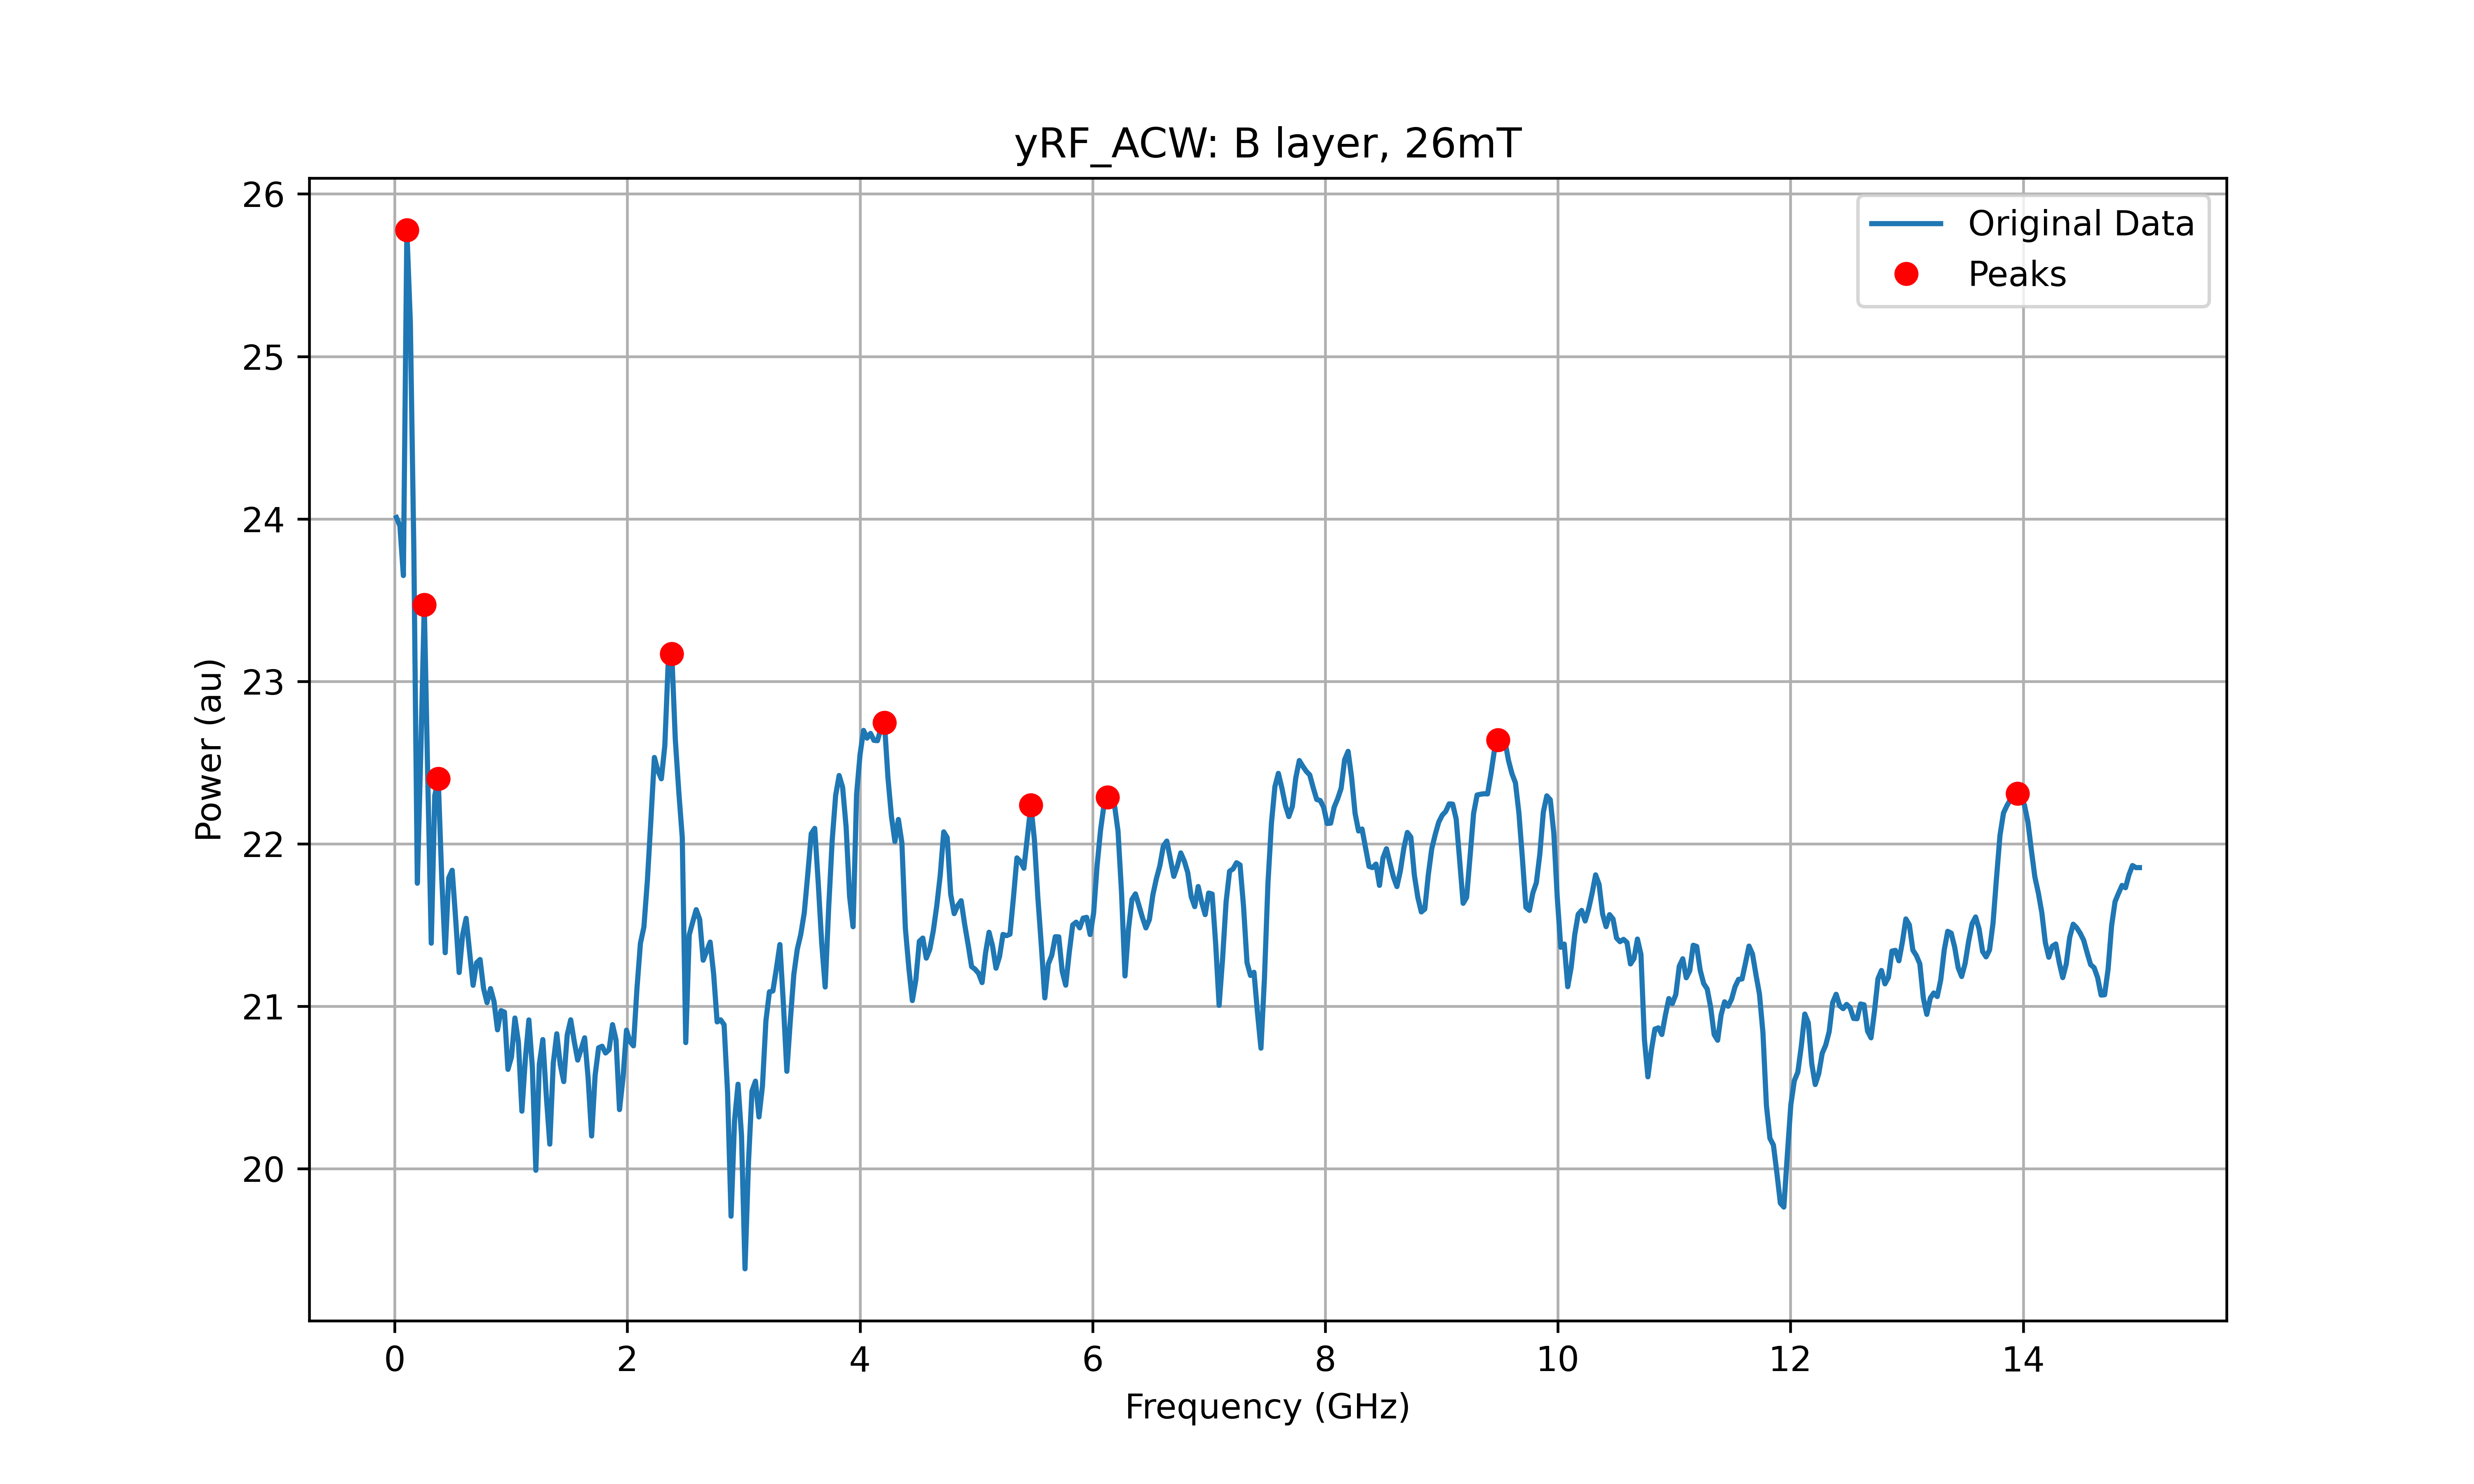 yRF_ACW: B layer, 26mT
Original Data
Peaks
Power (au)
26
25
24
23
22
21
20
0 2 4 6 8 10 12 14
Frequency (GHz)